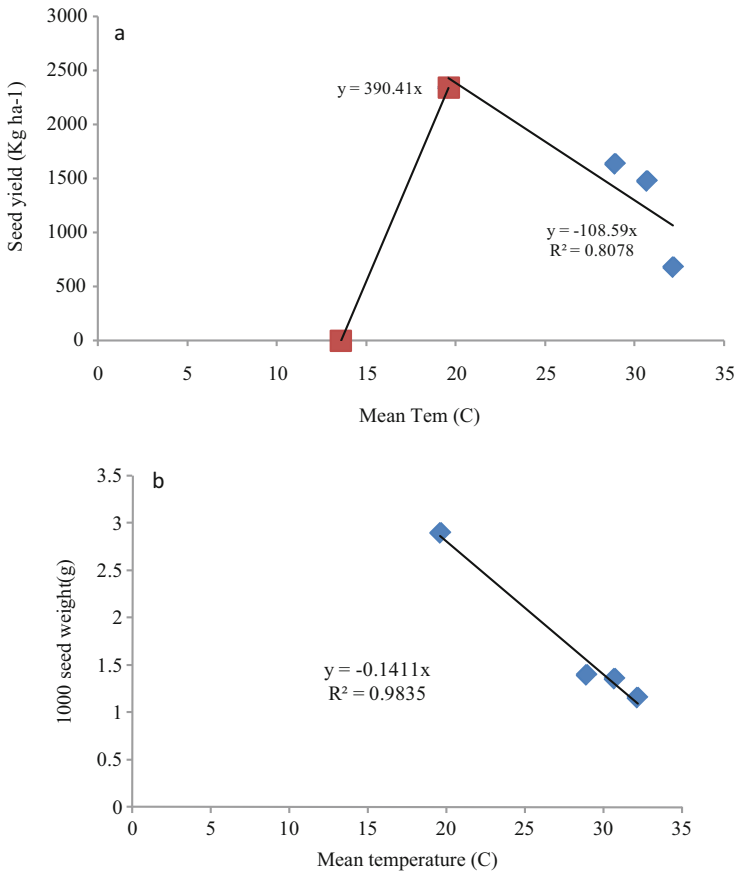 a
3000
2500
2000
1500
1000
500
0
Seed yield (Kg ha-1)
y = 390.41x
y = -108.59x
R² = 0.8078
0 5 10 15 20 25 30 35
Mean Tem (C)
b
3.5
3
2.5
2
1.5
1
0.5
0
1000 seed weight(g)
y = -0.1411x
R² = 0.9835
0 5 10 15 20 25 30 35
Mean temperature (C)